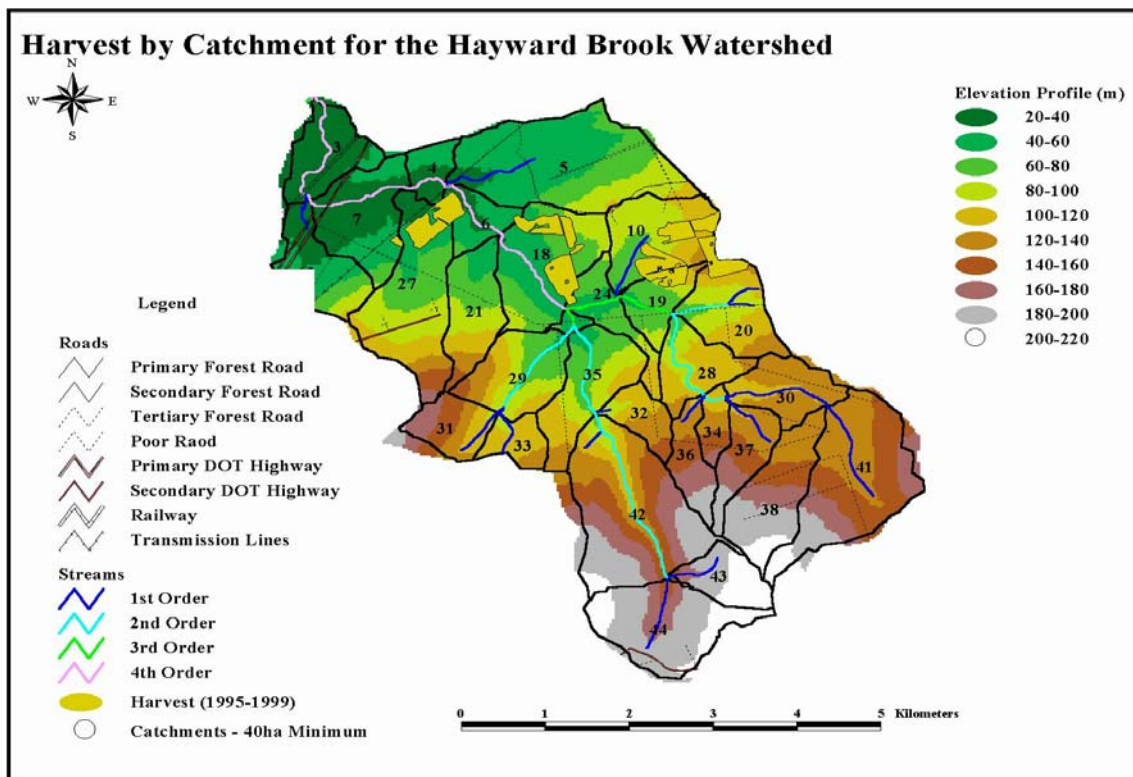 Harvest by Catchment for the Hayward Brook Watershed
N
W E
S
Elevation Profile (m)
20-40
40-60
60-80
80-100
100-120
120-140
140-160
160-180
180-200
200-220
3
4
5
7
6
10
18
27
24
19
21
20
29
35
28
30
31
32
33
34
36
37
41
38
42
43
44
Legend
Roads
Primary Forest Road
Secondary Forest Road
Tertiary Forest Road
Poor Raod
Primary DOT Highway
Secondary DOT Highway
Railway
Transmission Lines
Streams
1st Order
2nd Order
3rd Order
4th Order
Harvest (1995-1999)
Catchments - 40ha Minimum
0 1 2 3 4 5 Kilometers